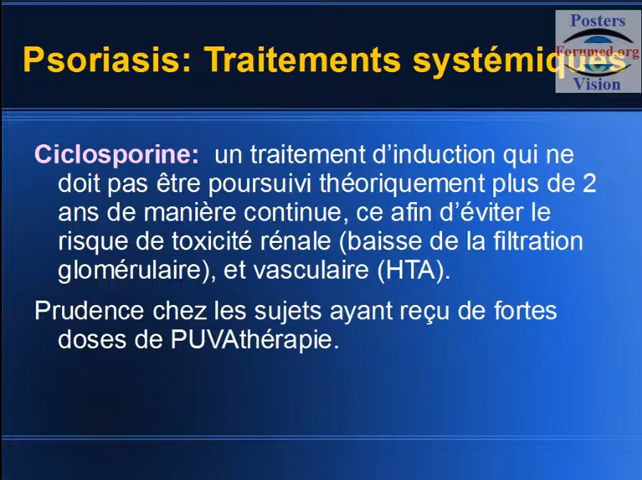 Posters
Forumed.org
Vision
Psoriasis: Traitements systémiques
Ciclosporine: un traitement d’induction qui ne
doit pas être poursuivi théoriquement plus de 2
ans de manière continue, ce afin d’éviter le
risque de toxicité rénale (baisse de la filtration
glomérulaire), et vasculaire (HTA).
Prudence chez les sujets ayant reçu de fortes
doses de PUVAthérapie.